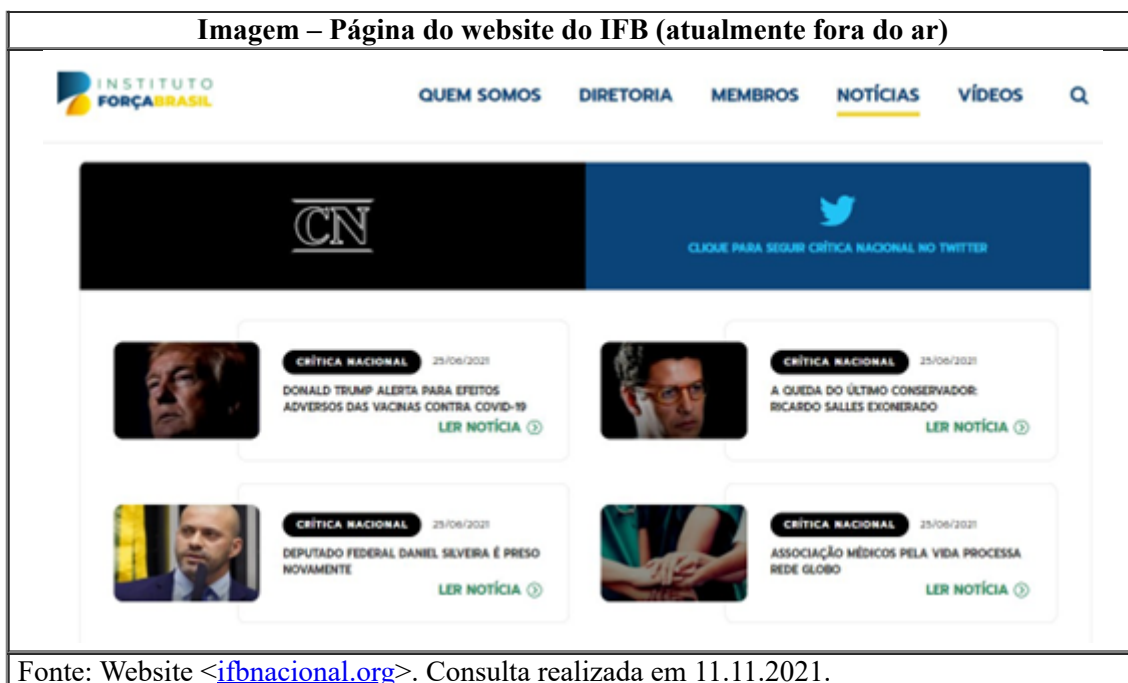 Imagem – Página do website do IFB (atualmente fora do ar)
INSTITUTO
FORÇABRASIL
QUEM SOMOS DIRETORIA MEMBROS NOTÍCIAS VÍDEOS
CN
CLIQUE PARA SEGUIR CRÍTICA NACIONAL NO TWITTER
CRÍTICA NACIONAL 25/06/2021
DONALD TRUMP ALERTA PARA EFEITOS
ADVERSOS DAS VACINAS CONTRA COVID-19
LER NOTÍCIA
CRÍTICA NACIONAL 25/06/2021
A QUEDA DO ÚLTIMO CONSERVADOR:
RICARDO SALLES EXONERADO
LER NOTÍCIA
CRÍTICA NACIONAL 25/06/2021
DEPUTADO FEDERAL DANIEL SILVEIRA É PRESO
NOVAMENTE
LER NOTÍCIA
CRÍTICA NACIONAL 25/06/2021
ASSOCIAÇÃO MÉDICOS PELA VIDA PROCESSA
REDE GLOBO
LER NOTÍCIA
Fonte: Website <ifbnacional.org>. Consulta realizada em 11.11.2021.